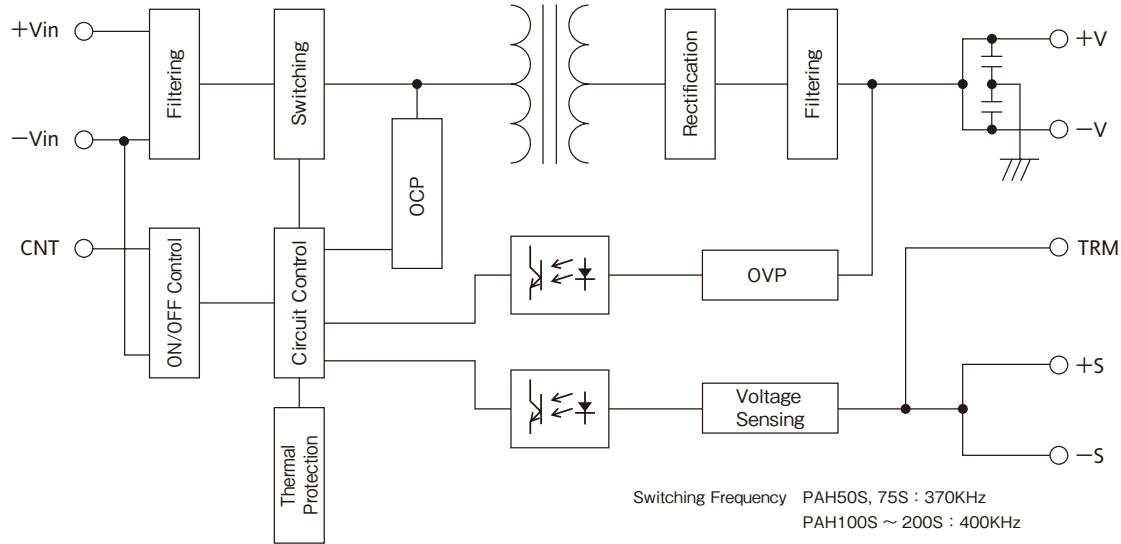 +Vin
Filtering
Switching
Rectification
Filtering
+V
−Vin
−V
OCP
CNT
ON/OFF Control
Circuit Control
OVP
TRM
+S
Voltage
Sensing
−S
Thermal
Protection
Switching Frequency PAH50S, 75S : 370KHz
PAH100S ～ 200S : 400KHz